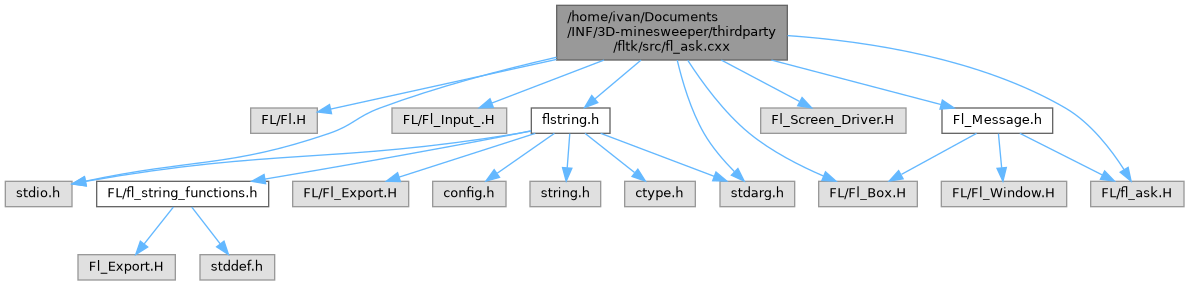 /home/ivan/Documents
/INF/3D-minesweeper/thirdparty
/fltk/src/fl_ask.cxx
FL/Fl.H
FL/Fl_Input_.H
flstring.h
Fl_Screen_Driver.H
Fl_Message.h
stdio.h
FL/fl_string_functions.h
FL/Fl_Export.H
config.h
string.h
ctype.h
stdarg.h
FL/Fl_Box.H
FL/Fl_Window.H
FL/fl_ask.H
Fl_Export.H
stddef.h